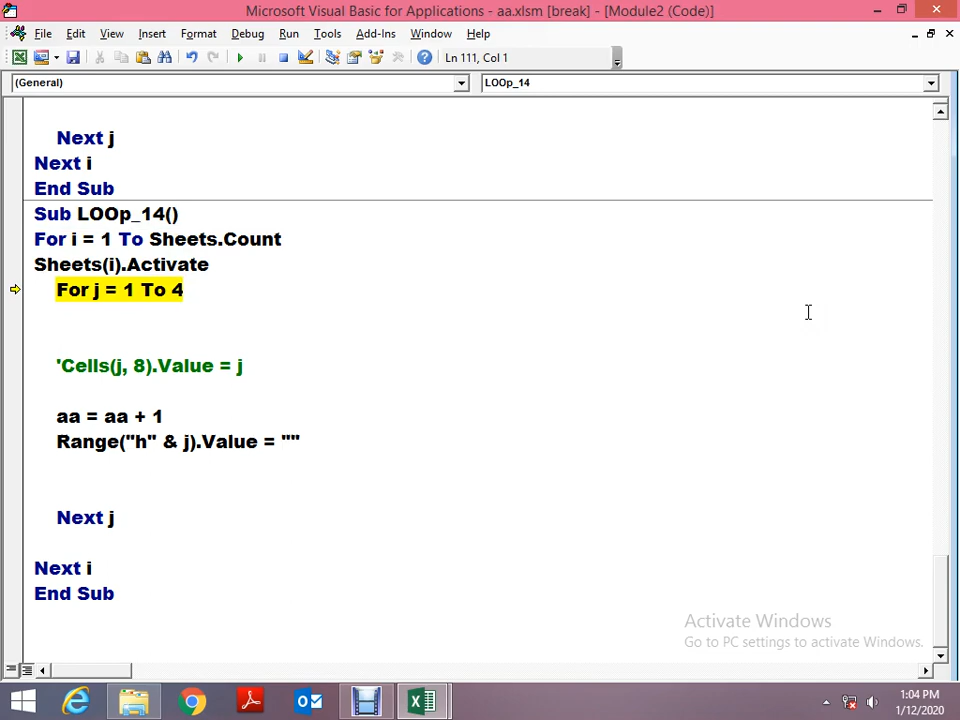 Microsoft Visual Basic for Applications - aa.xlsm [break] - [Module2 (Code)]
File Edit View Insert Format Debug Run Tools Add-Ins Window Help
Ln 111, Col 1
(General) LOOp_14
Next j
Next i
End Sub
Sub LOOp_14()
For i = 1 To Sheets.Count
Sheets(i).Activate
For j = 1 To 4
'Cells(j, 8).Value = j
aa = aa + 1
Range("h" & j).Value = ""
Next j
Next i
End Sub
Activate Windows
Go to PC settings to activate Windows.
1:04 PM
1/12/2020